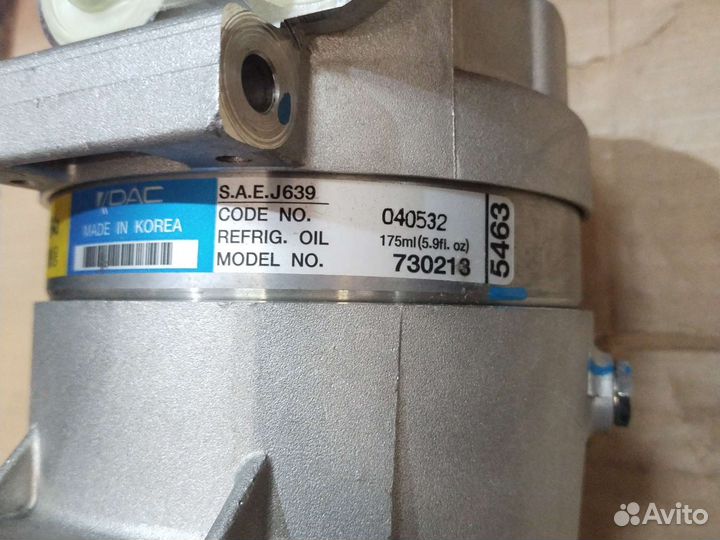 DAC
MADE IN KOREA
S.A.E.J639
CODE NO. 040532
REFRIG. OIL 175ml(5.9fl. oz)
MODEL NO. 730213
5463
Avito